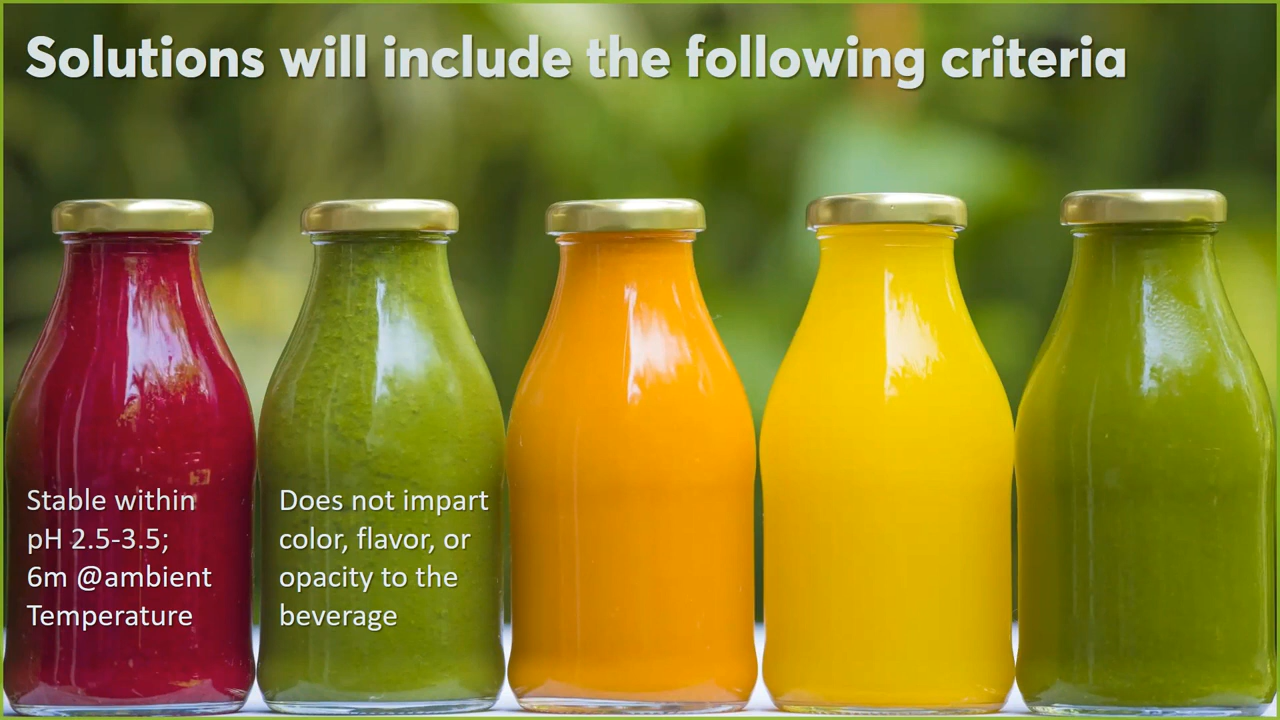 Solutions will include the following criteria
Stable within
pH 2.5-3.5;
6m @ambient
Temperature
Does not impart
color, flavor, or
opacity to the
beverage